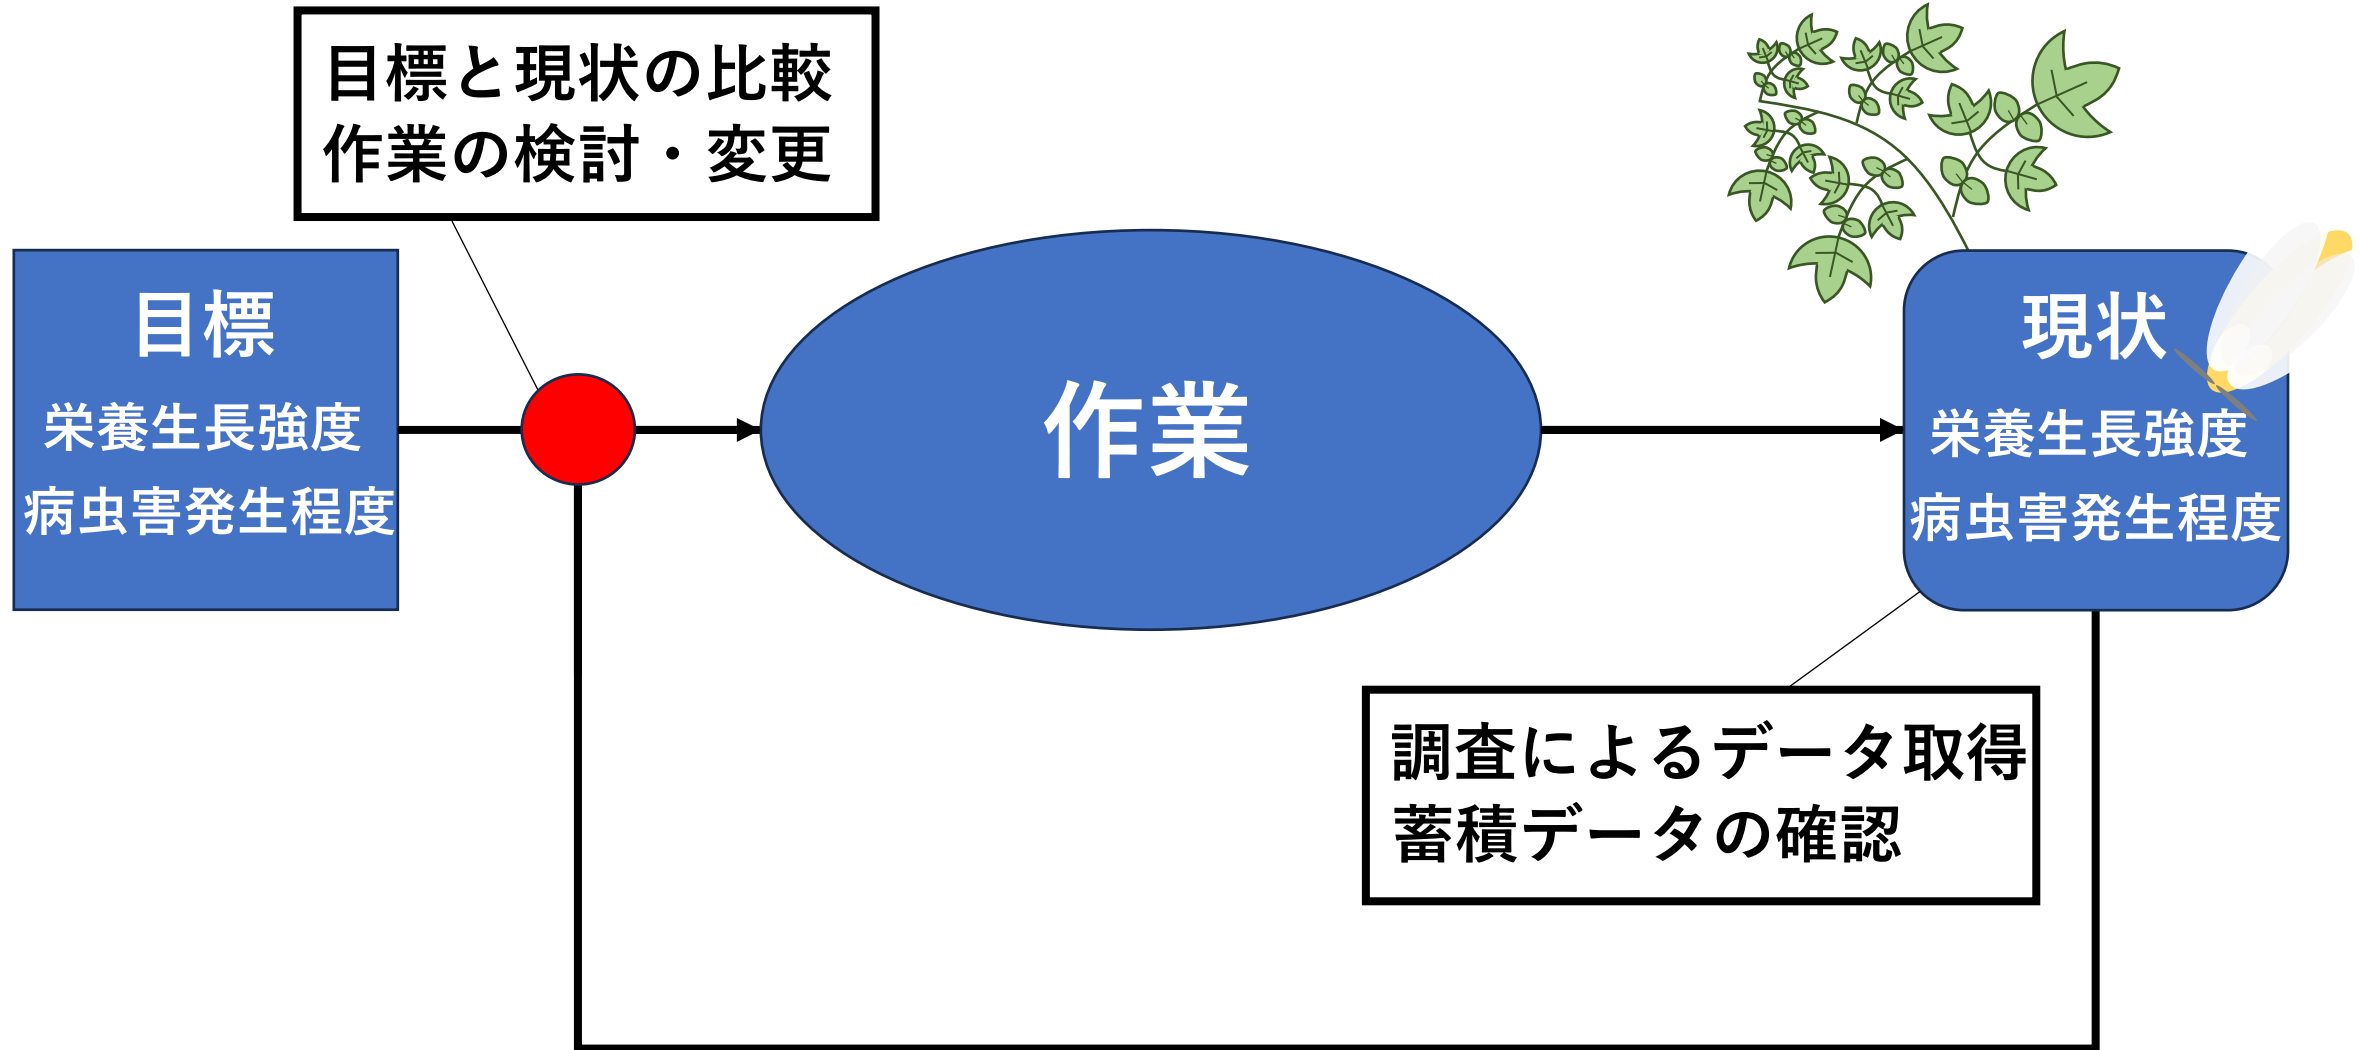 目標と現状の比較
作業の検討・変更
目標
栄養生長強度
病虫害発生程度
作業
現状
栄養生長強度
病虫害発生程度
調査によるデータ取得
蓄積データの確認